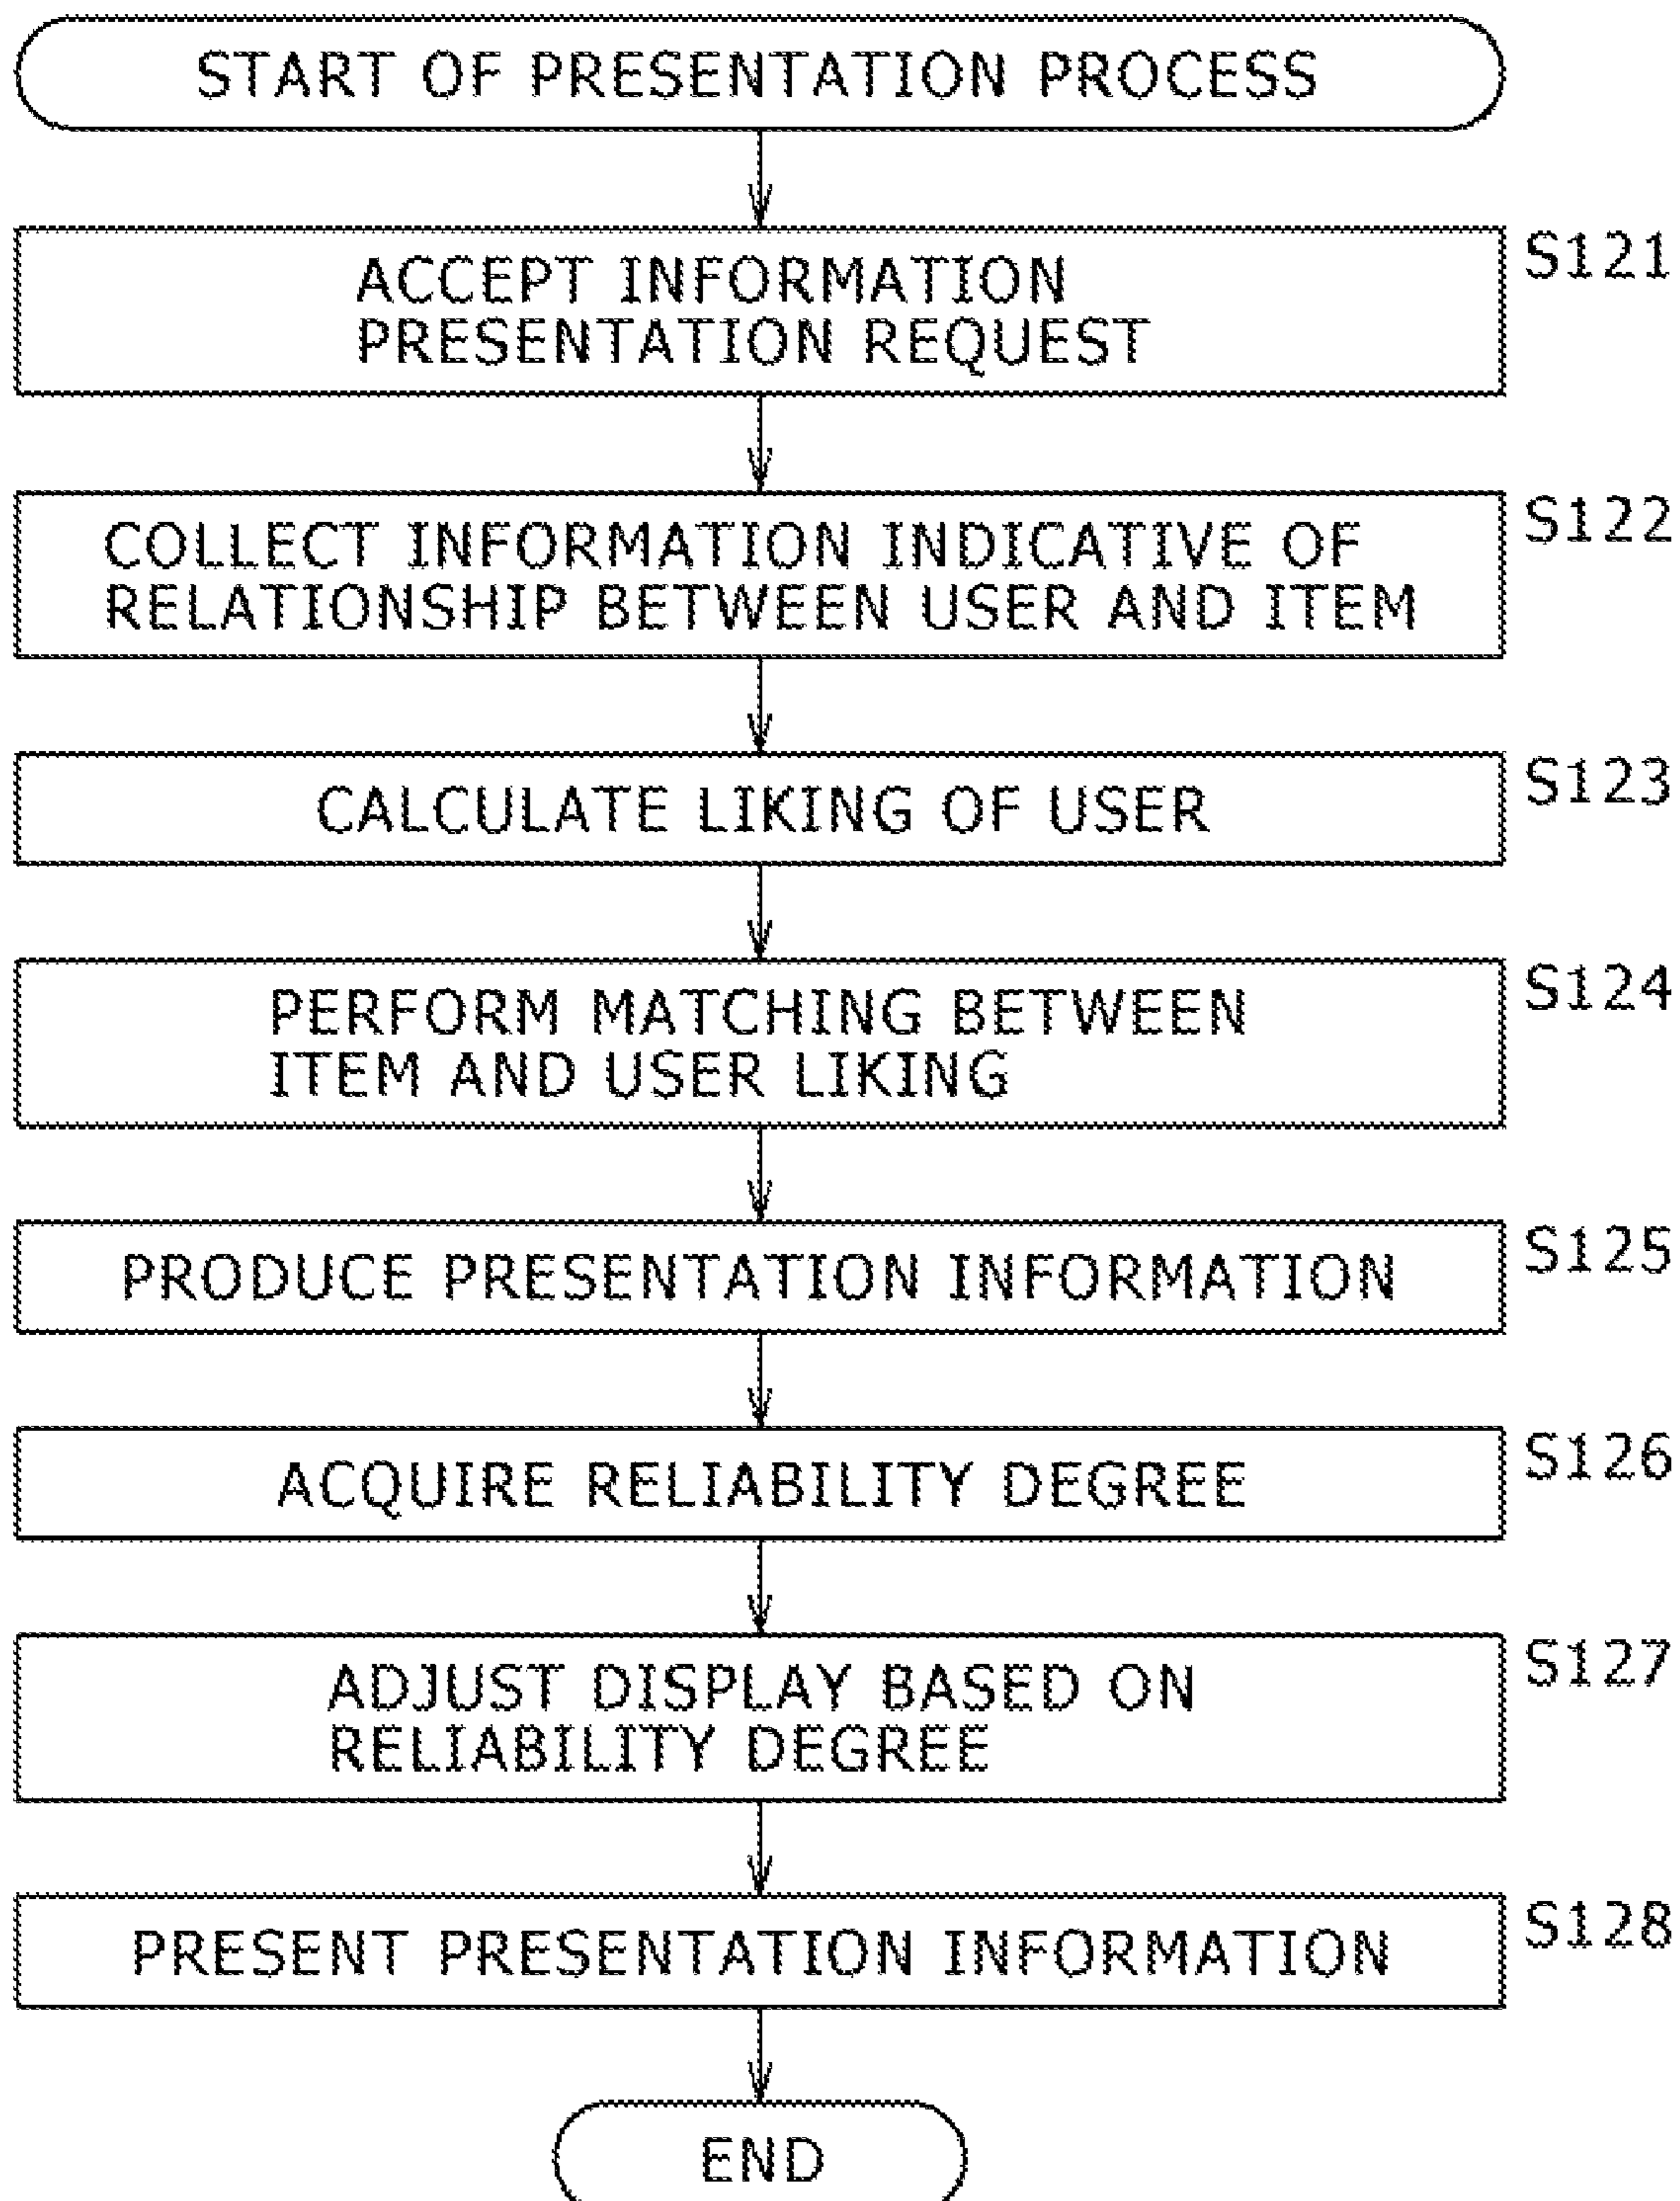 START OF PRESENTATION PROCESS
S121
ACCEPT INFORMATION
PRESENTATION REQUEST
S122
COLLECT INFORMATION INDICATIVE OF
RELATIONSHIP BETWEEN USER AND ITEM
S123
CALCULATE LIKING OF USER
S124
PERFORM MATCHING BETWEEN
ITEM AND USER LIKING
S125
PRODUCE PRESENTATION INFORMATION
S126
ACQUIRE RELIABILITY DEGREE
S127
ADJUST DISPLAY BASED ON
RELIABILITY DEGREE
S128
PRESENT PRESENTATION INFORMATION
END